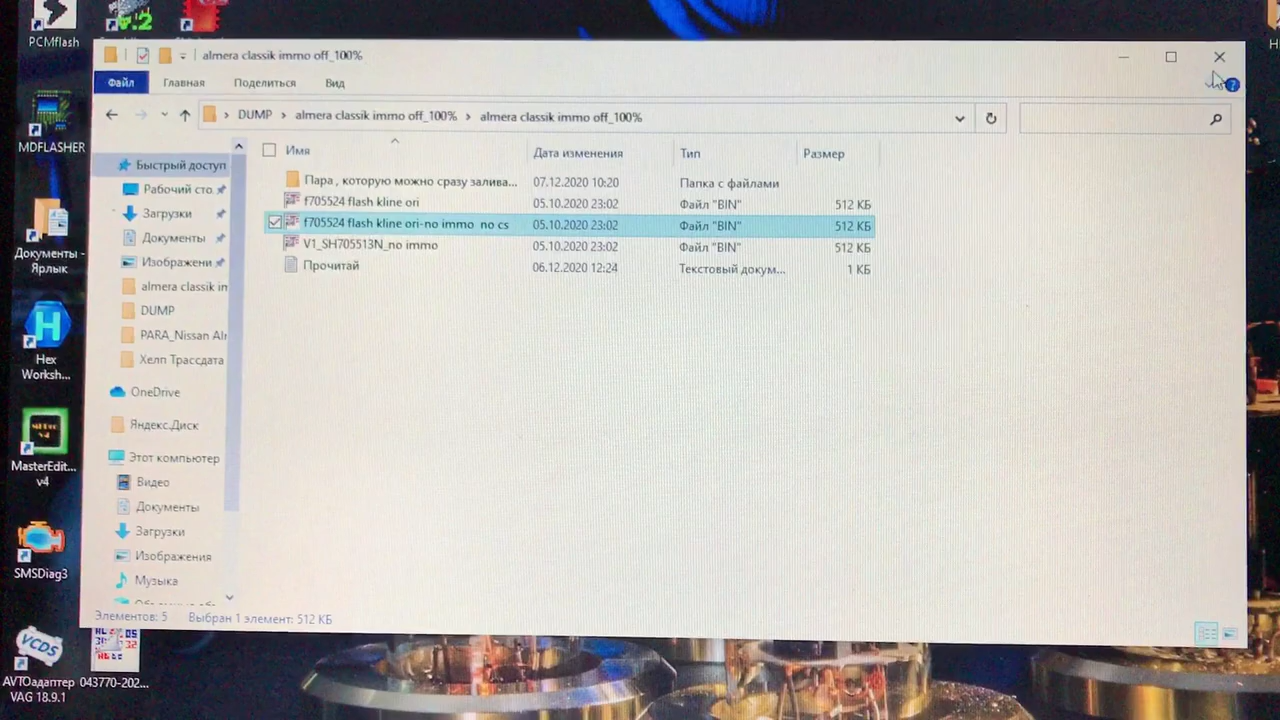 PCMflash
almera classik immo off_100%
Файл
Главная
Поделиться
Вид
DUMP
almera classik immo off_100%
almera classik immo off_100%
MDFLASHER
Имя
Дата изменения
Тип
Размер
Быстрый доступ
Рабочий сто.
Загрузки
Документы
Изображени
almera classik in
DUMP
PARA_Nissan Alr
Хелп Трассдата
OneDrive
Яндекс.Диск
Этот компьютер
Видео
Документы
Загрузки
Изображения
Музыка
Пара , которую можно сразу залива... 07.12.2020 10:20 Папка с файлами
f705524 flash kline ori 05.10.2020 23:02 Файл "BIN" 512 КБ
f705524 flash kline ori-no immo no cs 05.10.2020 23:02 Файл "BIN" 512 КБ
V1_SH705513N_no immo 05.10.2020 23:02 Файл "BIN" 512 КБ
Прочитай 06.12.2020 12:24 Текстовый докум... 1 КБ
Элементов: 5
Выбран 1 элемент: 512 КБ
Документы -
Ярлык
H
Hex
Worksh...
MasterEdit...
v4
SMSDiag3
VCDS
AVTOадаптер
VAG 18.9.1
043770-202...